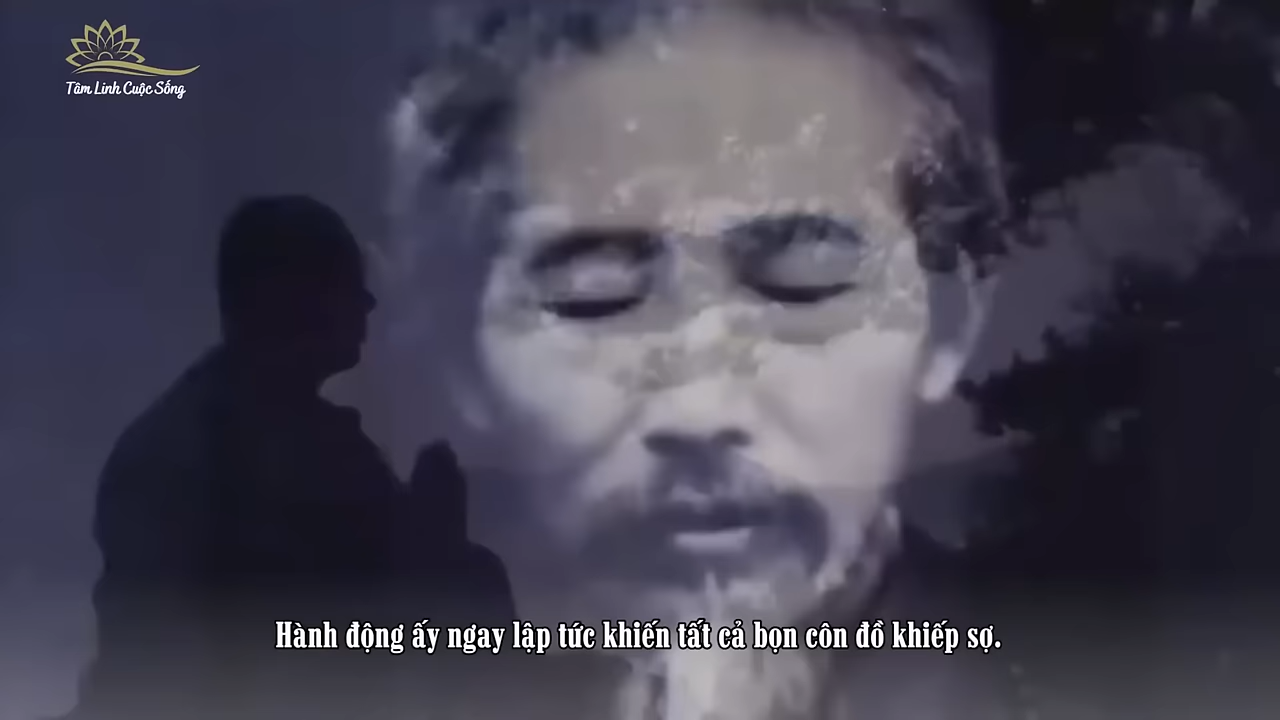 Tâm Linh Cuộc Sống
Hành động ấy ngay lập tức khiến tất cả bọn côn đồ khiếp sợ.